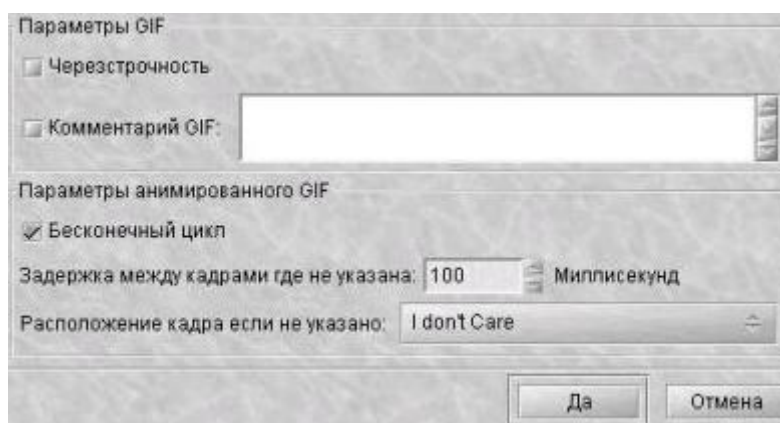 Параметры GIF
Черезстрочность
Комментарий GIF:
Параметры анимированного GIF
Бесконечный цикл
Задержка между кадрами где не указана: 100 Миллисекунд
Расположение кадра если не указано: I don't Care
Да Отмена